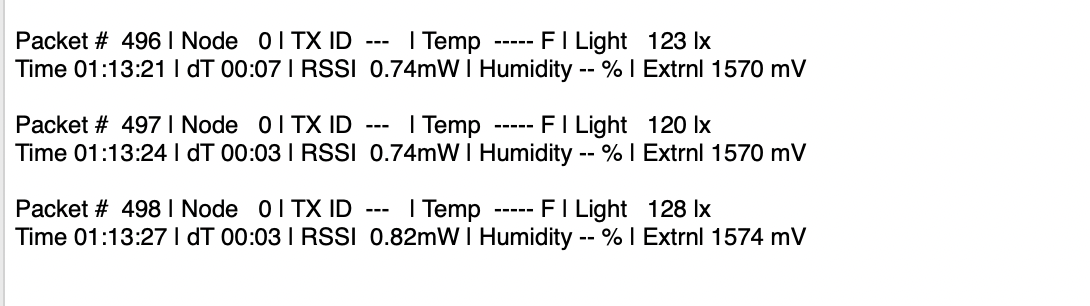 Packet #  496 | Node   0 | TX ID  ---   | Temp  ----- F | Light   123 lx
Time 01:13:21 | dT 00:07 | RSSI  0.74mW | Humidity -- % | Extrnl 1570 mV
Packet #  497 | Node   0 | TX ID  ---   | Temp  ----- F | Light   120 lx
Time 01:13:24 | dT 00:03 | RSSI  0.74mW | Humidity -- % | Extrnl 1570 mV
Packet #  498 | Node   0 | TX ID  ---   | Temp  ----- F | Light   128 lx
Time 01:13:27 | dT 00:03 | RSSI  0.82mW | Humidity -- % | Extrnl 1574 mV